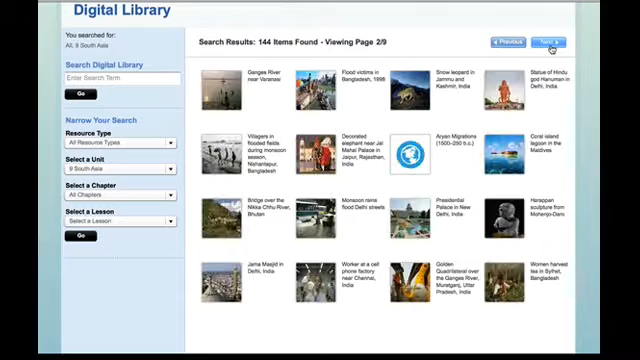 Digital Library
You searched for:
All, 9 South Asia
Search Digital Library
Enter Search Term
Go
Narrow Your Search
Resource Type
All Resource Types
Select a Unit
9 South Asia
Select a Chapter
All Chapters
Select a Lesson
Select a Lesson
Go
Search Results: 144 Items Found - Viewing Page 2/9
Previous
Next
Ganges River
near Varanasi
Flood victims in
Bangladesh, 1998
Snow leopard in
Jammu and
Kashmir, India
Statue of Hindu
god Hanuman in
Delhi, India
Villagers in
flooded fields
during monsoon
season,
Nishantapur,
Bangladesh
Decorated
elephant near Jal
Mahal Palace in
Jaipur, Rajasthan,
India
Aryan Migrations
Coral island
lagoon in the
Maldives
Bridge over the
Nikka Chhu River,
Bhutan
Monsoon rains
flood Delhi streets
Presidential
Palace in New
Delhi, India
Harappan
sculpture from
Mohenjo-Daro
Jama Masjid in
Delhi, India
Worker at a cell
phone factory
near Chennai,
India
Golden
Quadrilateral over
the Ganges River,
Uttar
Pradesh, India
Women harvest
tea in Sylhet,
Bangladesh